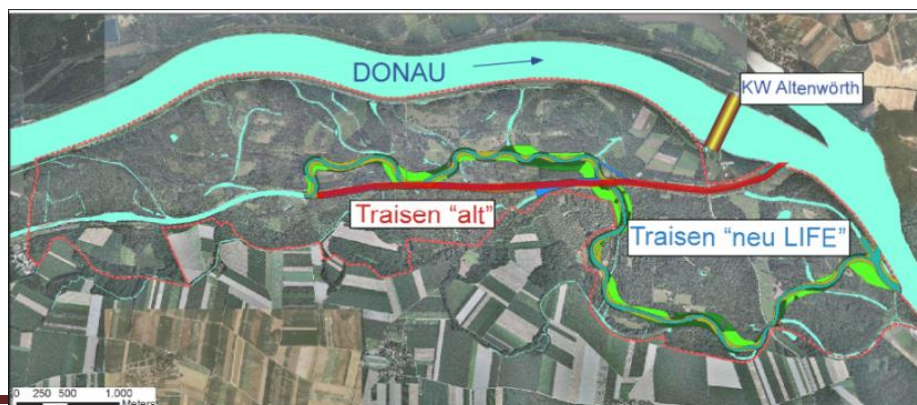 DONAU
KW Altenwörth
Traisen "alt"
Traisen "neu LIFE"
0 250 500 1.000
Meters